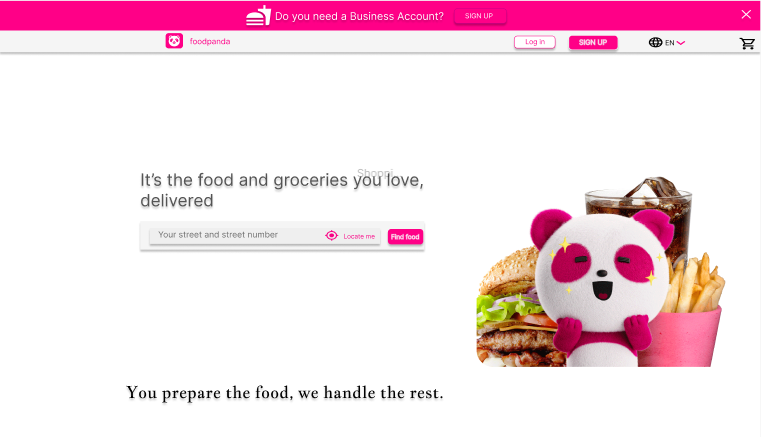 Do you need a Business Account? SIGN UP
foodpanda Log in SIGN UP EN
Shoppi
It's the food and groceries you love,
delivered
Your street and street number Locate me Find food
You prepare the food, we handle the rest.